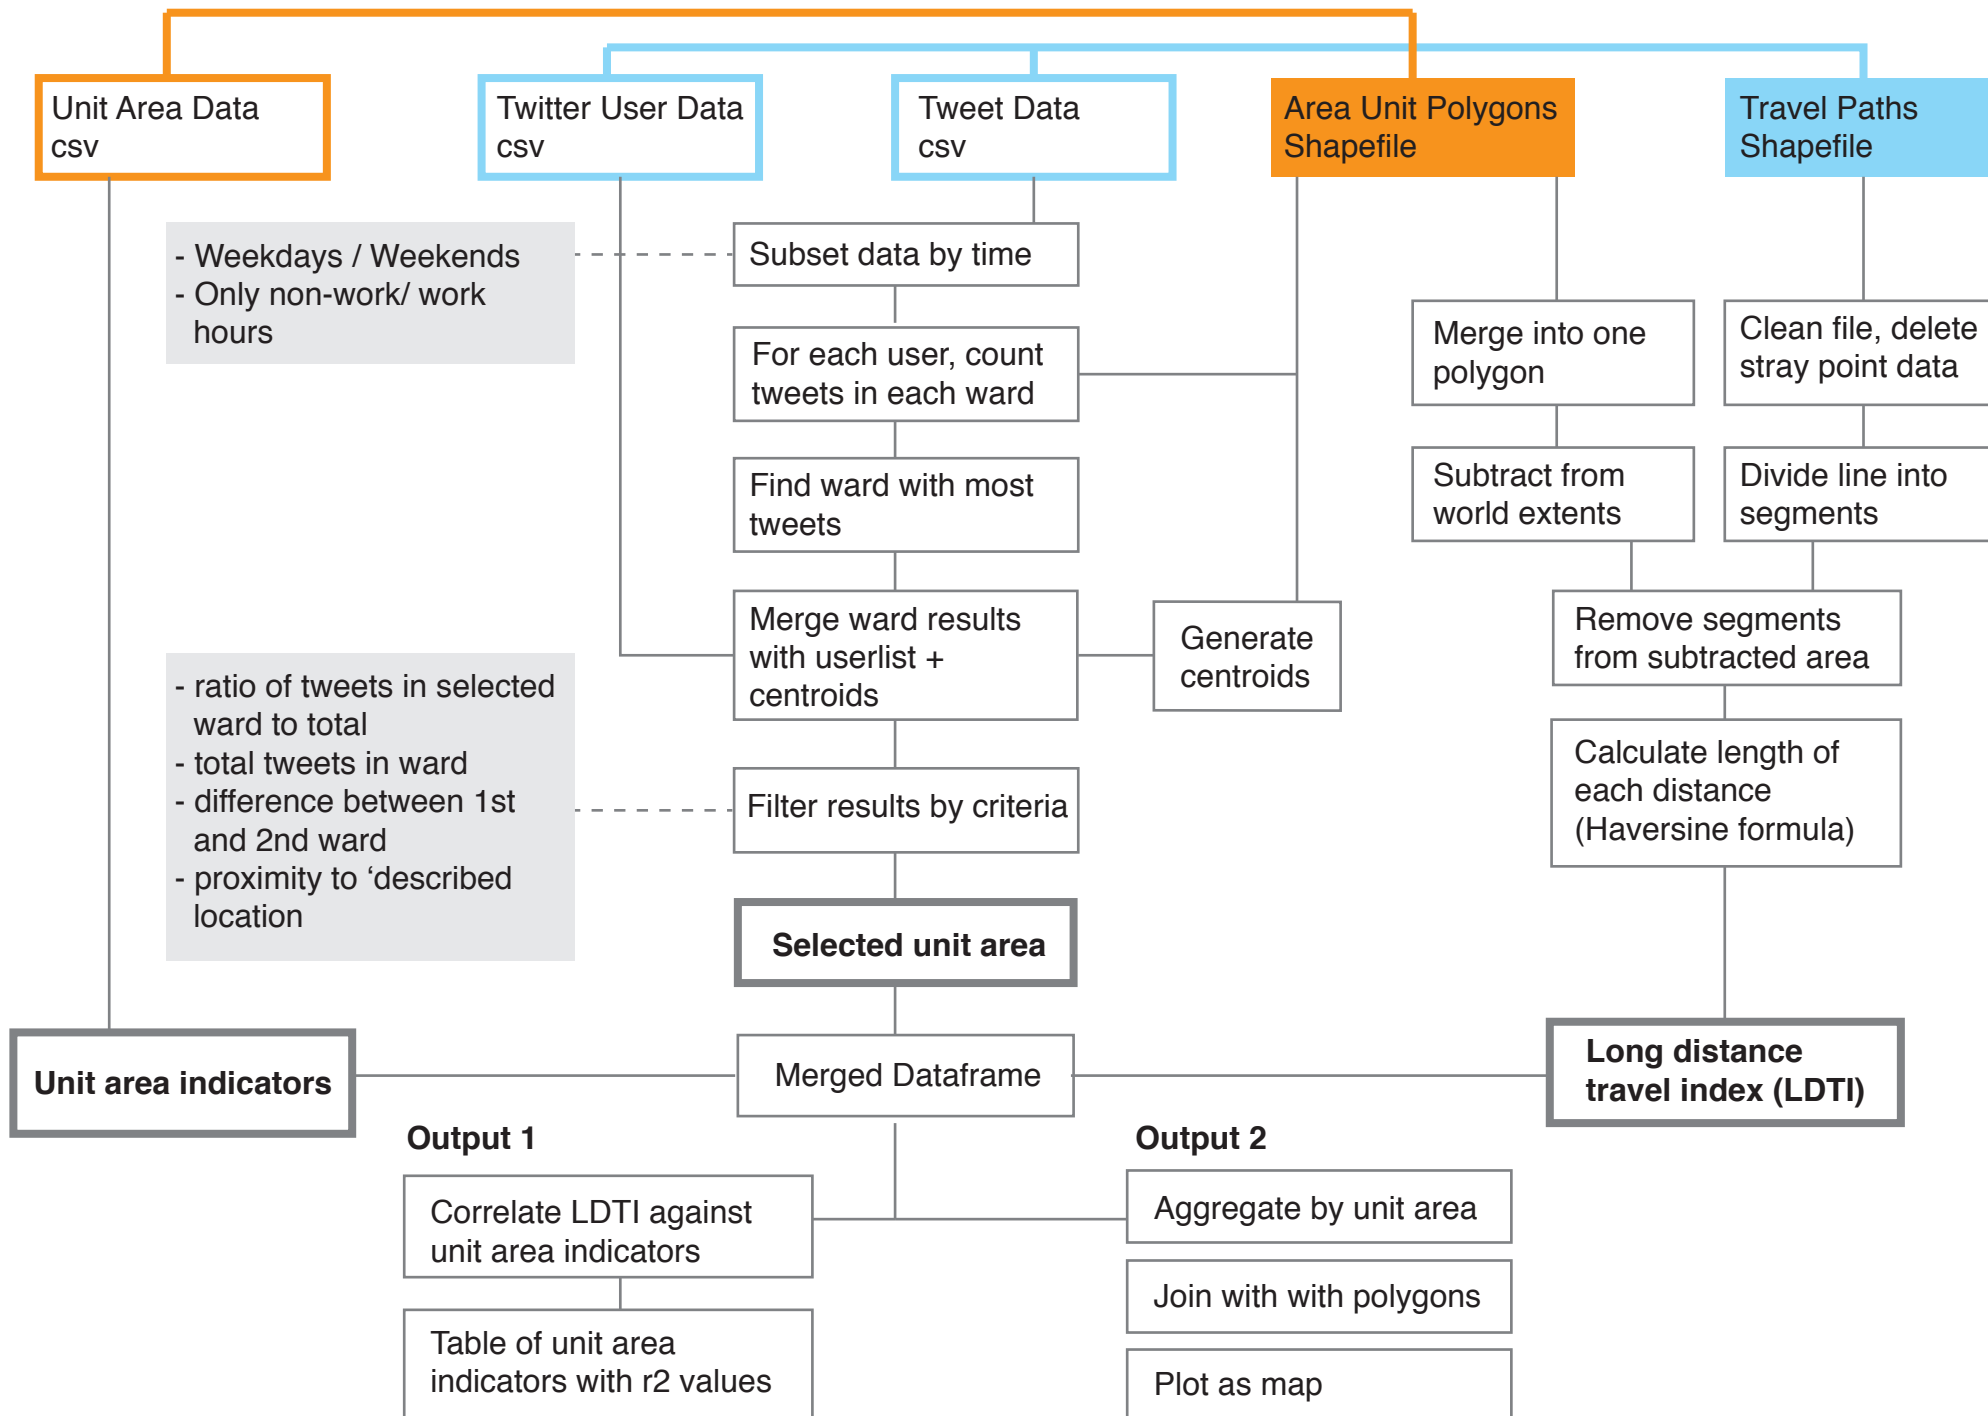 Unit Area Data
csv
Twitter User Data
csv
Tweet Data
csv
Area Unit Polygons
Shapefile
Travel Paths
Shapefile
- Weekdays / Weekends
- Only non-work/ work
hours
Subset data by time
For each user, count
tweets in each ward
Merge into one
polygon
Clean file, delete
stray point data
Find ward with most
tweets
Subtract from
world extents
Divide line into
segments
Merge ward results
with userlist +
centroids
Generate
centroids
Remove segments
from subtracted area
- ratio of tweets in selected
ward to total
- total tweets in ward
- difference between 1st
and 2nd ward
- proximity to ‘described
location
Filter results by criteria
Calculate length of
each distance
(Haversine formula)
Selected unit area
Unit area indicators
Merged Dataframe
Long distance
travel index (LDTI)
Output 1
Correlate LDTI against
unit area indicators
Table of unit area
indicators with r2 values
Output 2
Aggregate by unit area
Join with with polygons
Plot as map